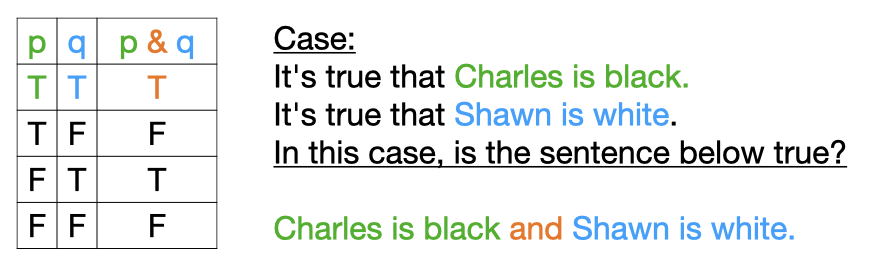 p q p & q
T T T
T F F
F T T
F F F
Case:
It's true that Charles is black.
It's true that Shawn is white.
In this case, is the sentence below true?
Charles is black and Shawn is white.